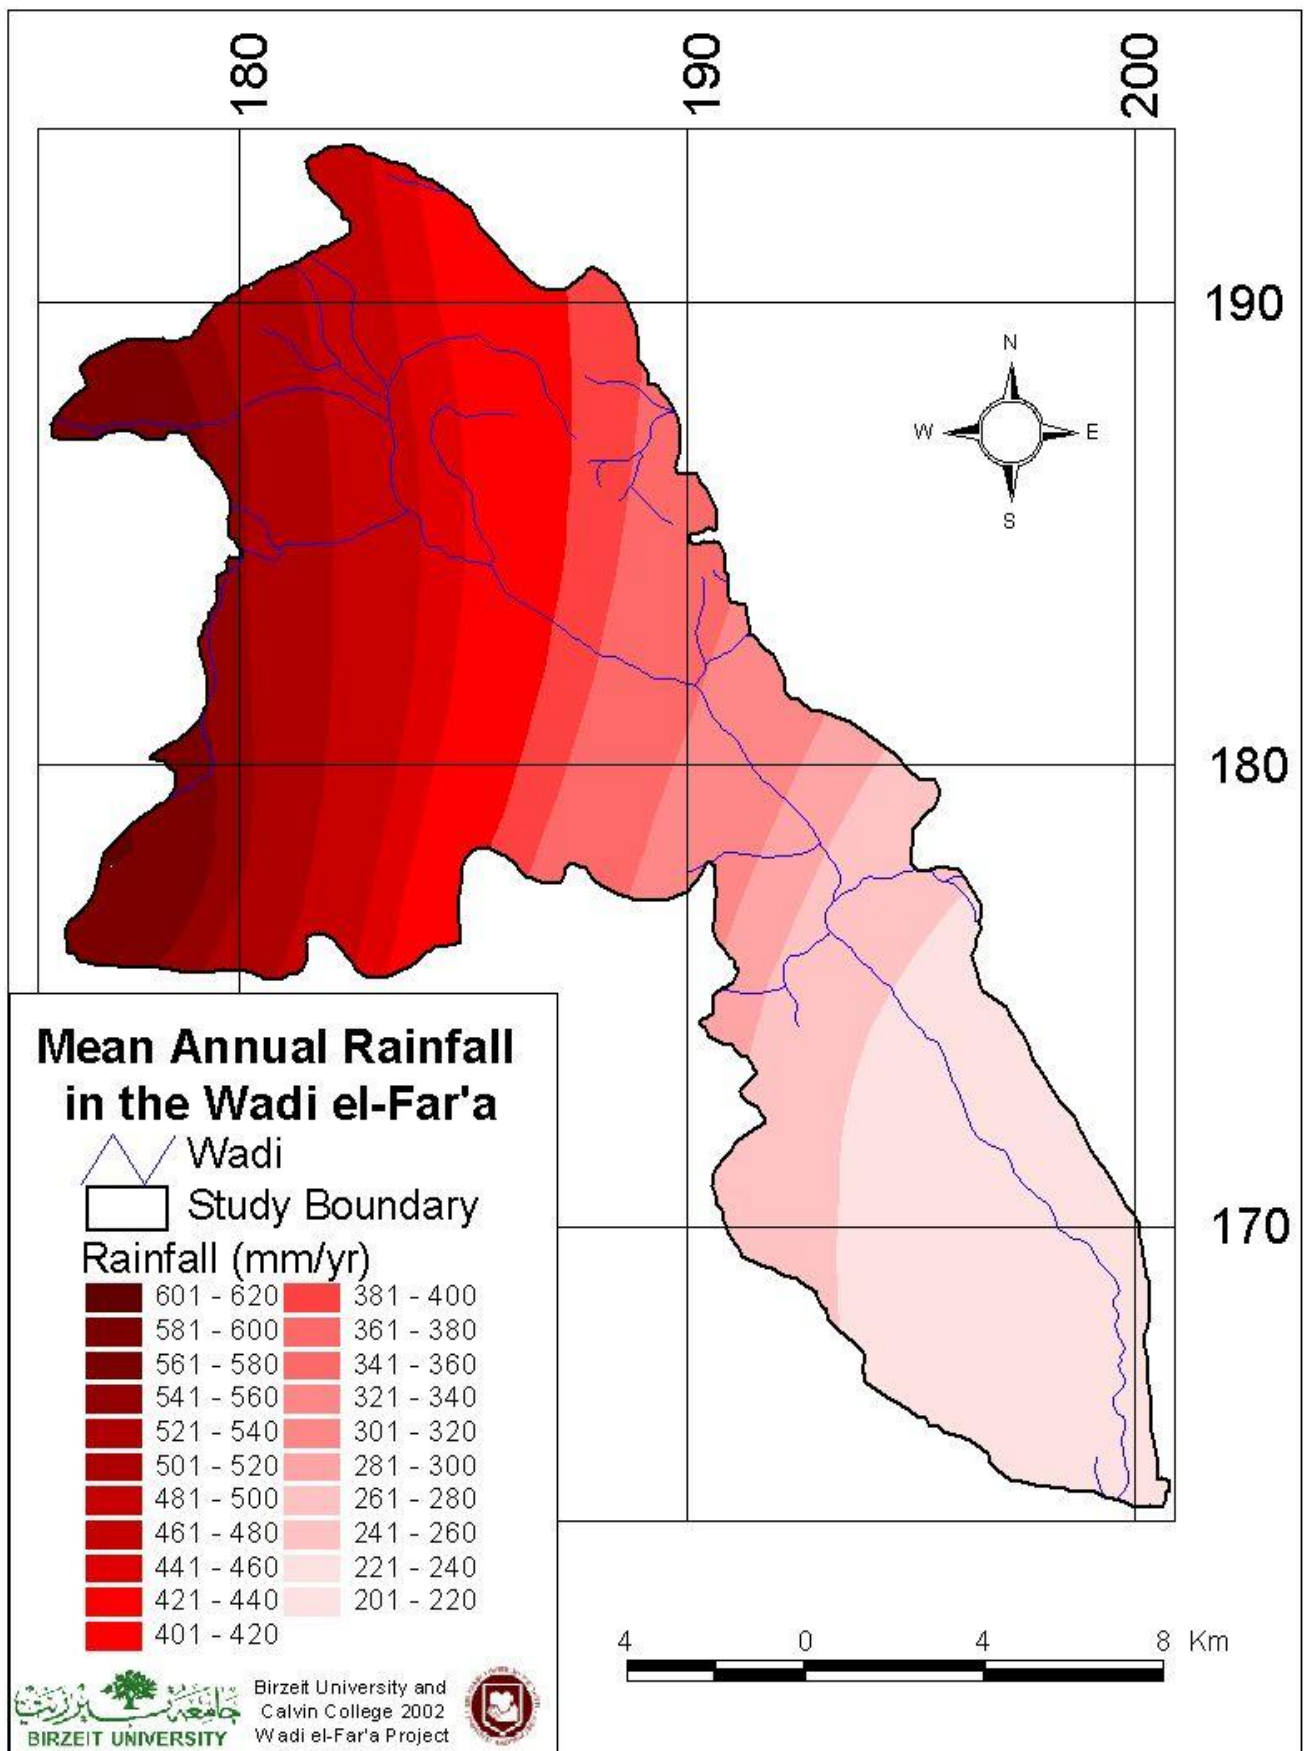 180
190
200
190
N
W
E
S
180
Mean Annual Rainfall
in the Wadi el-Far'a
Wadi
Study Boundary
170
Rainfall (mm/yr)
601 - 620
581 - 600
561 - 580
541 - 560
521 - 540
501 - 520
481 - 500
461 - 480
441 - 460
421 - 440
401 - 420
381 - 400
361 - 380
341 - 360
321 - 340
301 - 320
281 - 300
261 - 280
241 - 260
221 - 240
201 - 220
4 0 4 8 Km
جامعة بيرزيت
BIRZEIT UNIVERSITY
Birzeit University and
Calvin College 2002
Wadi el-Far'a Project